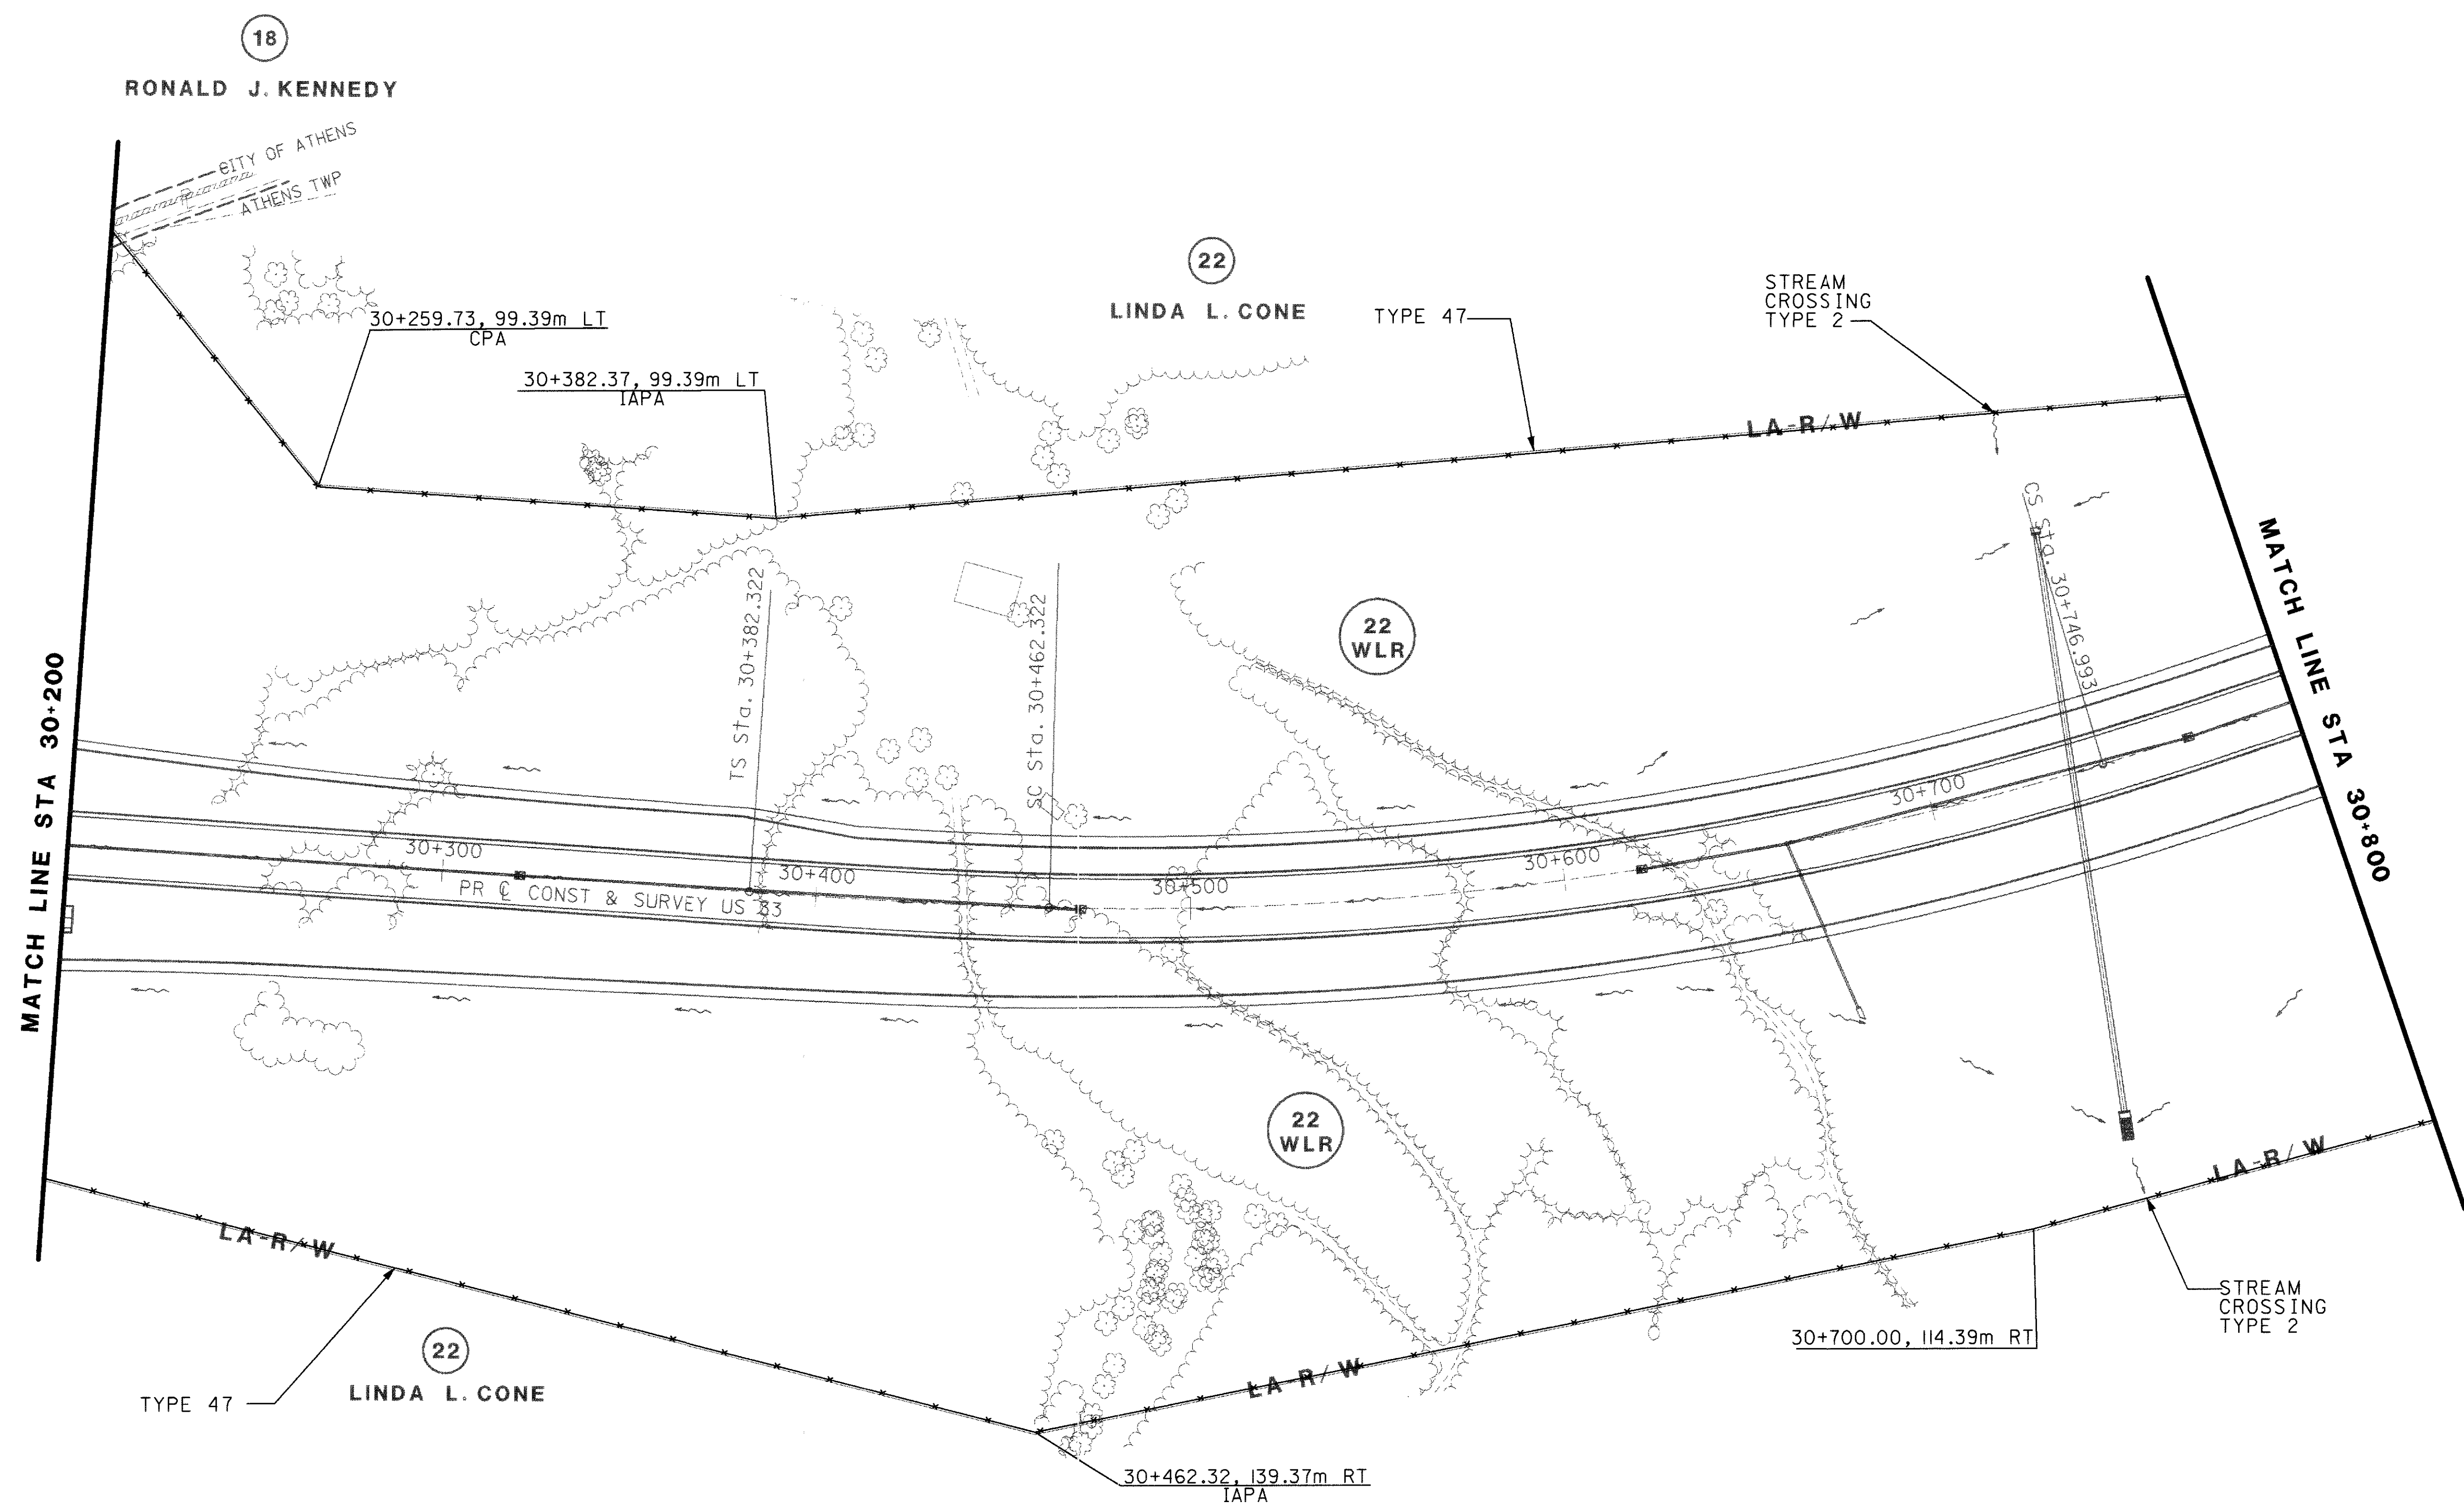 18
RONALD J. KENNEDY
CITY OF ATHENS
ATHENS TWP
22
LINDA L. CONE
STREAM
CROSSING
TYPE 2
TYPE 47
30+259.73, 99.39m LT
CPA
30+382.37, 99.39m LT
IAPA
LA-R/W
CS Sta. 30+746.993
MATCH LINE STA 30+800
MATCH LINE STA 30+200
TS Sta. 30+382.322
SC Sta. 30+462.322
22
WLR
30+300
30+400
30+500
30+600
30+700
PR ℄ CONST & SURVEY US 33
22
WLR
LA-R/W
LA-R/W
LA-R/W
STREAM
CROSSING
TYPE 2
30+700.00, 114.39m RT
22
LINDA L. CONE
TYPE 47
30+462.32, 139.37m RT
IAPA